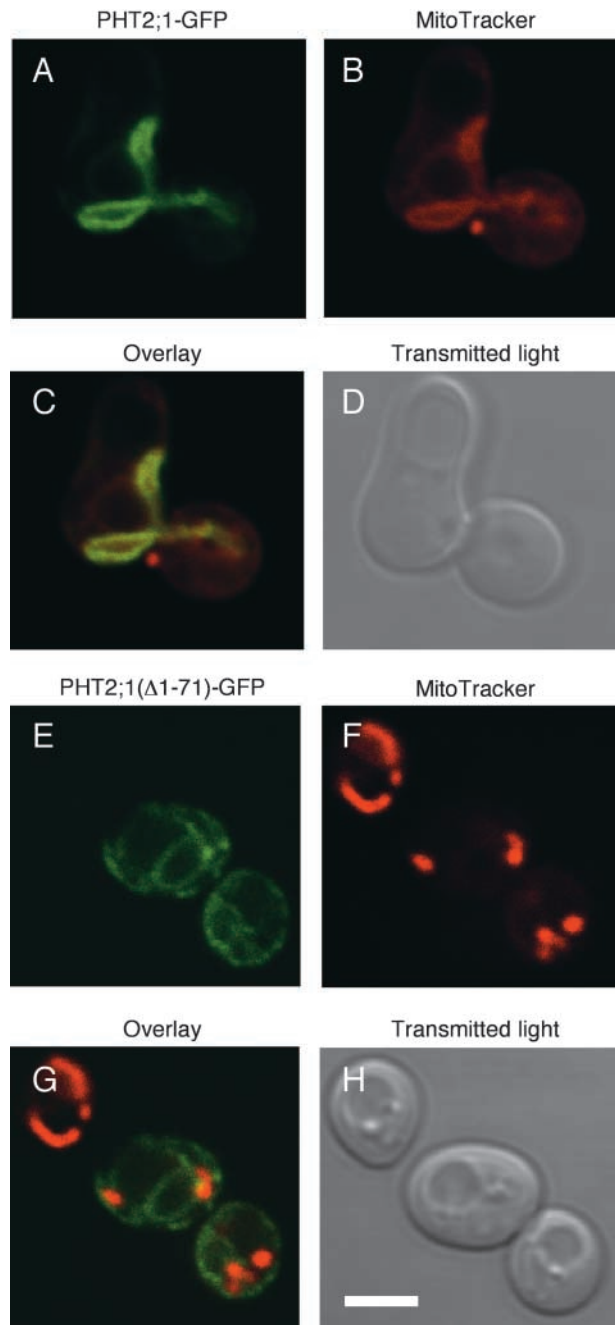 PHT2;1-GFP MitoTracker
A B
Overlay Transmitted light
C D
PHT2;1(Δ1-71)-GFP MitoTracker
E F
Overlay Transmitted light
G H